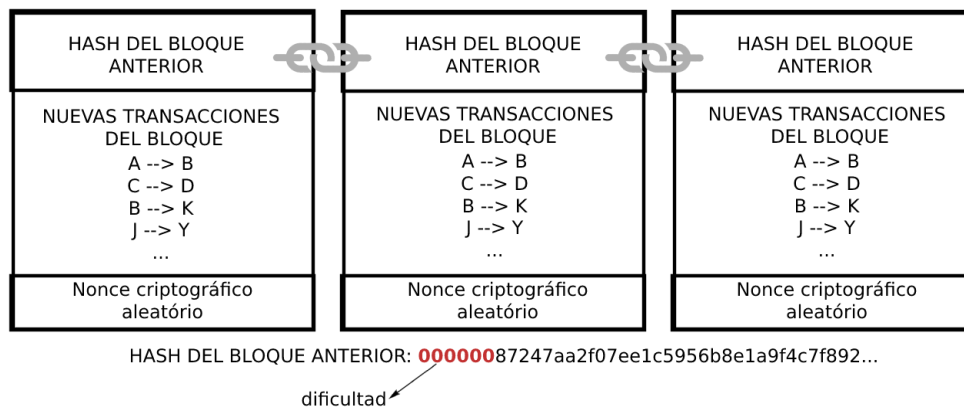 HASH DEL BLOQUE
ANTERIOR
NUEVAS TRANSACCIONES
DEL BLOQUE
A --> B
C --> D
B --> K
J --> Y
...
Nonce criptográfico
aleatório
HASH DEL BLOQUE
ANTERIOR
NUEVAS TRANSACCIONES
DEL BLOQUE
A --> B
C --> D
B --> K
J --> Y
...
Nonce criptográfico
aleatório
HASH DEL BLOQUE
ANTERIOR
NUEVAS TRANSACCIONES
DEL BLOQUE
A --> B
C --> D
B --> K
J --> Y
...
Nonce criptográfico
aleatório
HASH DEL BLOQUE ANTERIOR: 00000087247aa2f07ee1c5956b8e1a9f4c7f892...
dificultad